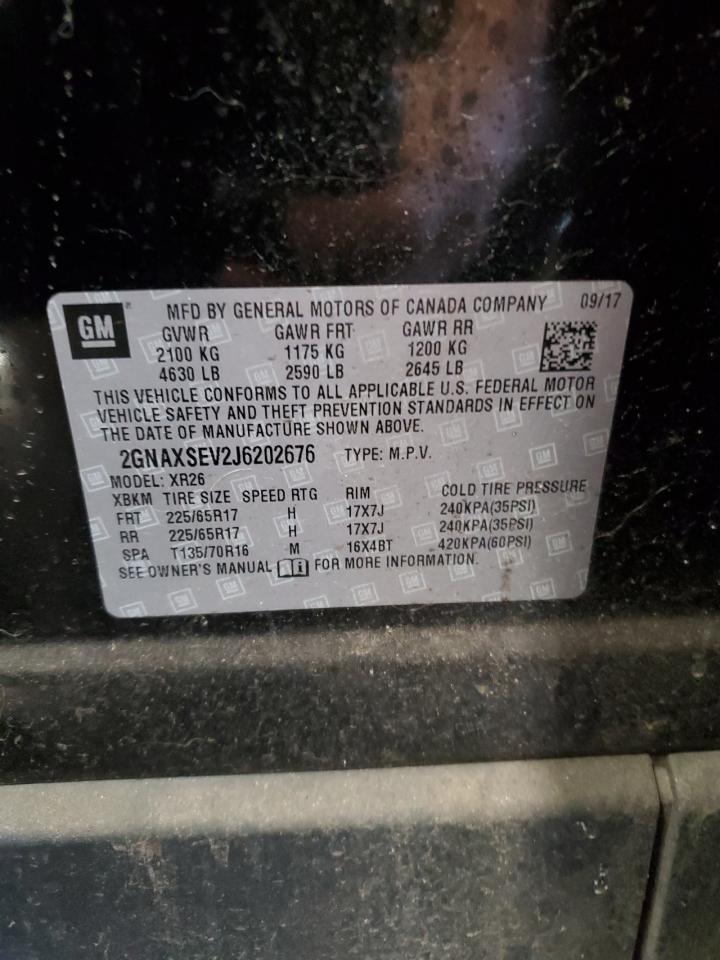 GM
MFD BY GENERAL MOTORS OF CANADA COMPANY 09/17
GVWR GAWR FRT GAWR RR
2100 KG 1175 KG 1200 KG
4630 LB 2590 LB 2645 LB
THIS VEHICLE CONFORMS TO ALL APPLICABLE U.S. FEDERAL MOTOR
VEHICLE SAFETY AND THEFT PREVENTION STANDARDS IN EFFECT ON
THE DATE OF MANUFACTURE SHOWN ABOVE.
2GNAXSEV2J6202676 TYPE: M.P.V.
MODEL: XR26
XBKM TIRE SIZE SPEED RTG RIM COLD TIRE PRESSURE
FRT 225/65R17 H 17X7J 240KPA(35PSI)
RR 225/65R17 H 17X7J 240KPA(35PSI)
SPA T135/70R16 M 16X4BT 420KPA(60PSI)
SEE OWNER'S MANUAL i FOR MORE INFORMATION.